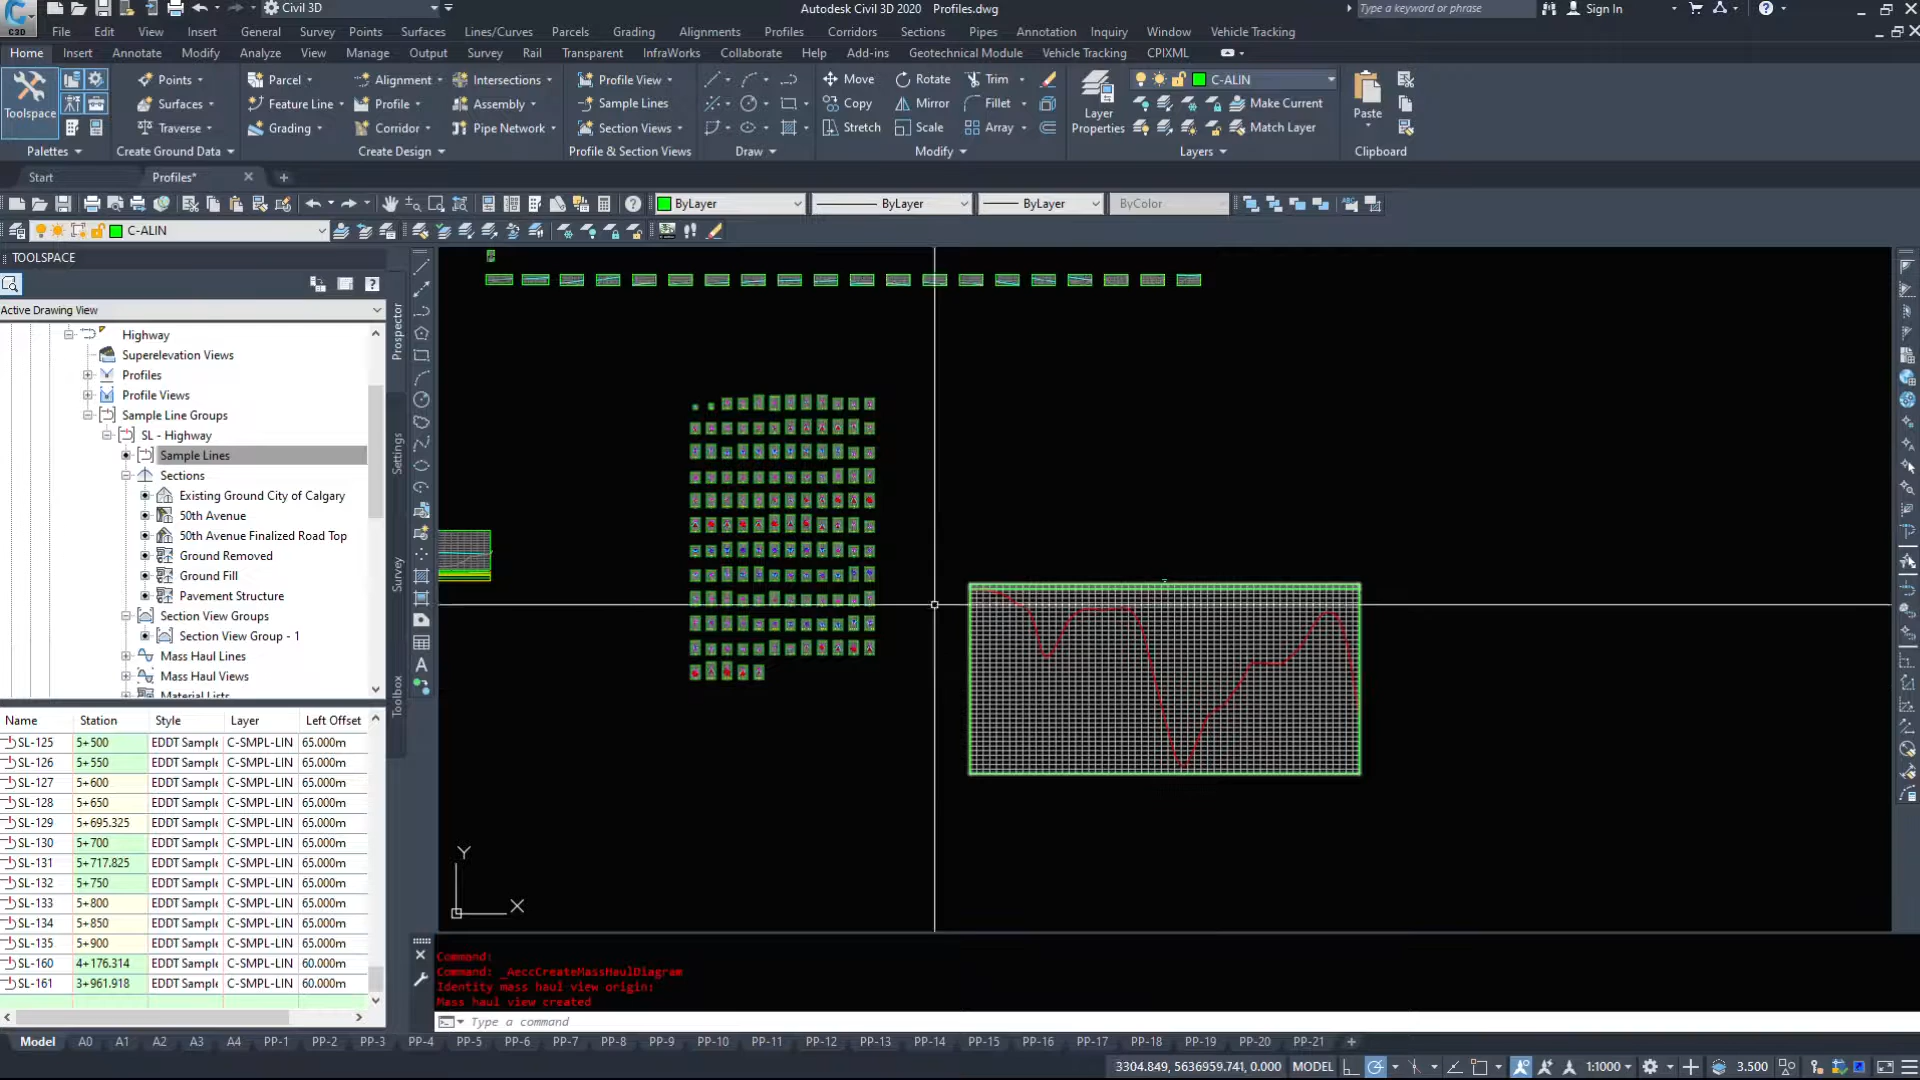 Civil 3D
Autodesk Civil 3D 2020 Profiles.dwg
Type a keyword or phrase
Sign In
C3D
File Edit View Insert General Survey Points Surfaces Lines/Curves Parcels Grading Alignments Profiles Corridors Sections Pipes Annotation Inquiry Window Vehicle Tracking
Home Insert Annotate Modify Analyze View Manage Output Survey Rail Transparent InfraWorks Collaborate Help Add-ins Geotechnical Module Vehicle Tracking CPIXML
Points Parcel Alignment Intersections Profile View Move Rotate Trim C-ALIN
Toolspace Surfaces Feature Line Profile Assembly Sample Lines Copy Mirror Fillet Layer Properties Make Current Paste
Traverse Grading Corridor Pipe Network Section Views Stretch Scale Array Match Layer
Palettes Create Ground Data Create Design Profile & Section Views Draw Modify Layers Clipboard
Start Profiles*
ByLayer ByLayer ByLayer ByColor
C-ALIN
TOOLSPACE
Active Drawing View
Highway
Superelevation Views
Profiles
Profile Views
Sample Line Groups
SL - Highway
Sample Lines
Sections
Existing Ground City of Calgary
50th Avenue
50th Avenue Finalized Road Top
Ground Removed
Ground Fill
Pavement Structure
Section View Groups
Section View Group - 1
Mass Haul Lines
Mass Haul Views
Material Lists
Prospector
Settings
Survey
Toolbox
Name Station Style Layer Left Offset
SL-125 5+500 EDDT Sample C-SMPL-LIN 65.000m
SL-126 5+550 EDDT Sample C-SMPL-LIN 65.000m
SL-127 5+600 EDDT Sample C-SMPL-LIN 65.000m
SL-128 5+650 EDDT Sample C-SMPL-LIN 65.000m
SL-129 5+695.325 EDDT Sample C-SMPL-LIN 65.000m
SL-130 5+700 EDDT Sample C-SMPL-LIN 65.000m
SL-131 5+717.825 EDDT Sample C-SMPL-LIN 65.000m
SL-132 5+750 EDDT Sample C-SMPL-LIN 65.000m
SL-133 5+800 EDDT Sample C-SMPL-LIN 65.000m
SL-134 5+850 EDDT Sample C-SMPL-LIN 65.000m
SL-135 5+900 EDDT Sample C-SMPL-LIN 65.000m
SL-160 4+176.314 EDDT Sample C-SMPL-LIN 60.000m
SL-161 3+961.918 EDDT Sample C-SMPL-LIN 60.000m
Y
X
Command:
Command: _AeccCreateMassHaulDiagram
Identity mass haul view origin:
Mass haul view created
Type a command
Model A0 A1 A2 A3 A4 PP-1 PP-2 PP-3 PP-4 PP-5 PP-6 PP-7 PP-8 PP-9 PP-10 PP-11 PP-12 PP-13 PP-14 PP-15 PP-16 PP-17 PP-18 PP-19 PP-20 PP-21
3304.849, 5636959.741, 0.000 MODEL 1:1000 3.500